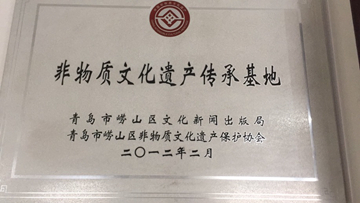 非物质文化遗产传承基地
青岛市崂山区文化新闻出版局
青岛市崂山区非物质文化遗产保护协会
二〇一二年二月